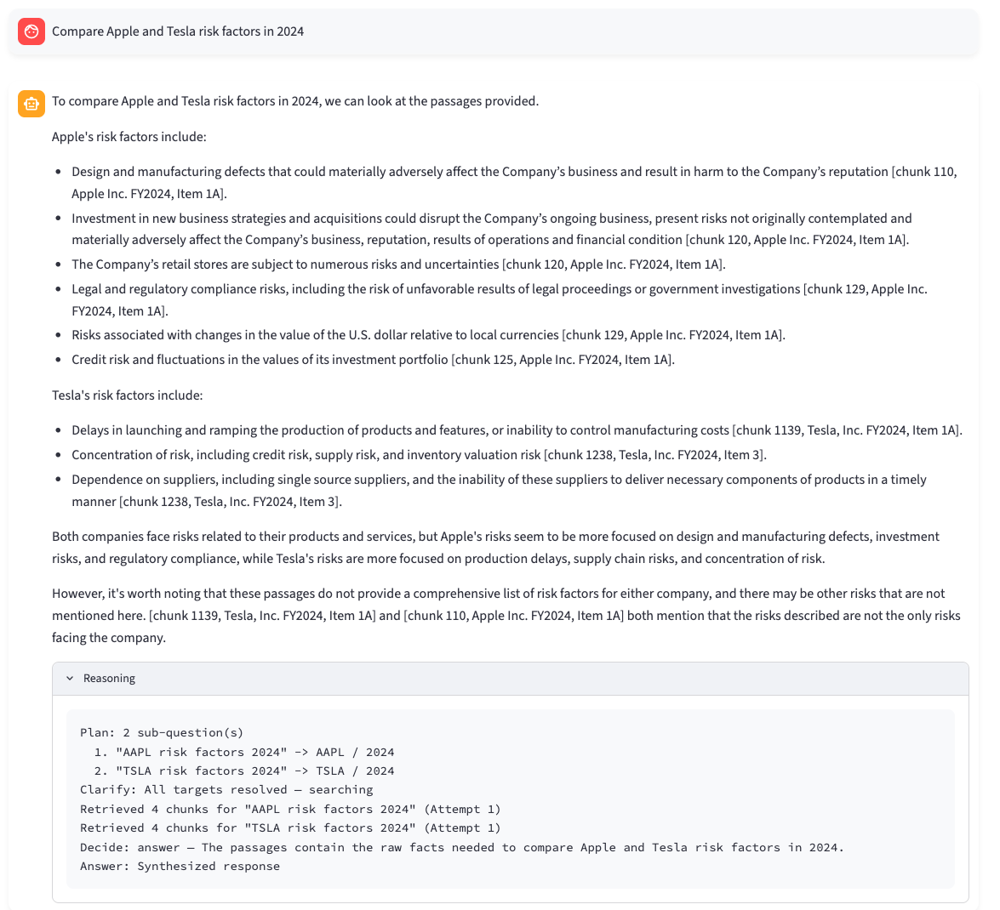 Compare Apple and Tesla risk factors in 2024
To compare Apple and Tesla risk factors in 2024, we can look at the passages provided.
Apple's risk factors include:
• Design and manufacturing defects that could materially adversely affect the Company’s business and result in harm to the Company’s reputation [chunk 110,
Apple Inc. FY2024, Item 1A].
• Investment in new business strategies and acquisitions could disrupt the Company’s ongoing business, present risks not originally contemplated and
materially adversely affect the Company’s business, reputation, results of operations and financial condition [chunk 120, Apple Inc. FY2024, Item 1A].
• The Company’s retail stores are subject to numerous risks and uncertainties [chunk 120, Apple Inc. FY2024, Item 1A].
• Legal and regulatory compliance risks, including the risk of unfavorable results of legal proceedings or government investigations [chunk 129, Apple Inc.
FY2024, Item 1A].
• Risks associated with changes in the value of the U.S. dollar relative to local currencies [chunk 129, Apple Inc. FY2024, Item 1A].
• Credit risk and fluctuations in the values of its investment portfolio [chunk 125, Apple Inc. FY2024, Item 1A].
Tesla's risk factors include:
• Delays in launching and ramping the production of products and features, or inability to control manufacturing costs [chunk 1139, Tesla, Inc. FY2024, Item 1A].
• Concentration of risk, including credit risk, supply risk, and inventory valuation risk [chunk 1238, Tesla, Inc. FY2024, Item 3].
• Dependence on suppliers, including single source suppliers, and the inability of these suppliers to deliver necessary components of products in a timely
manner [chunk 1238, Tesla, Inc. FY2024, Item 3].
Both companies face risks related to their products and services, but Apple's risks seem to be more focused on design and manufacturing defects, investment
risks, and regulatory compliance, while Tesla's risks are more focused on production delays, supply chain risks, and concentration of risk.
However, it's worth noting that these passages do not provide a comprehensive list of risk factors for either company, and there may be other risks that are not
mentioned here. [chunk 1139, Tesla, Inc. FY2024, Item 1A] and [chunk 110, Apple Inc. FY2024, Item 1A] both mention that the risks described are not the only risks
facing the company.
Reasoning
Plan: 2 sub-question(s)
1. "AAPL risk factors 2024" -> AAPL / 2024
2. "TSLA risk factors 2024" -> TSLA / 2024
Clarify: All targets resolved — searching
Retrieved 4 chunks for "AAPL risk factors 2024" (Attempt 1)
Retrieved 4 chunks for "TSLA risk factors 2024" (Attempt 1)
Decide: answer — The passages contain the raw facts needed to compare Apple and Tesla risk factors in 2024.
Answer: Synthesized response